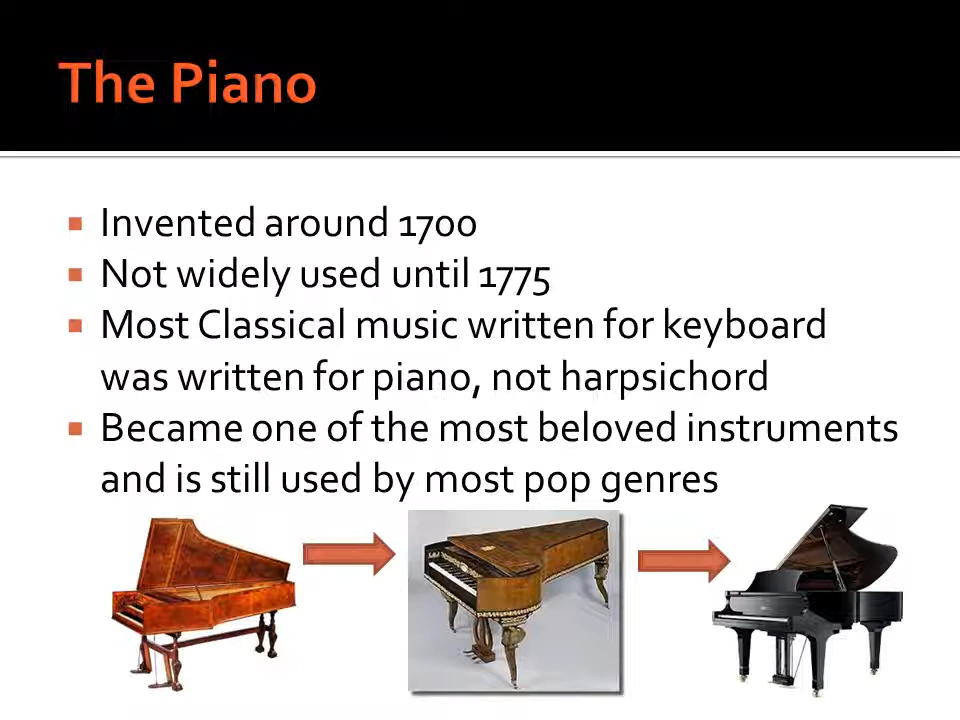 The Piano
Invented around 1700
Not widely used until 1775
Most Classical music written for keyboard
was written for piano, not harpsichord
Became one of the most beloved instruments
and is still used by most pop genres